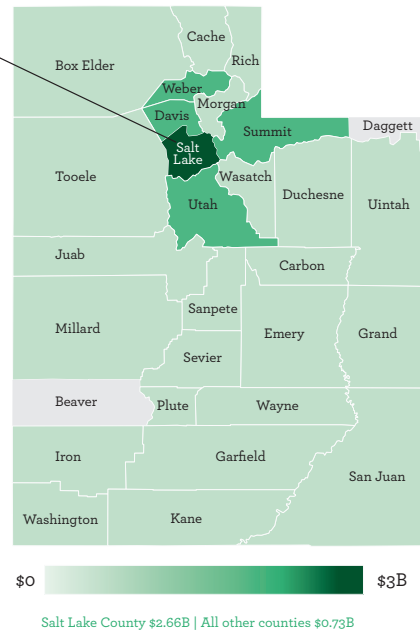 Cache
Box Elder
Rich
Weber
Morgan
Davis
Summit
Daggett
Salt
Lake
Tooele
Wasatch
Duchesne
Utah
Uintah
Juab
Carbon
Sanpete
Millard
Emery
Grand
Sevier
Beaver
Plute
Wayne
Iron
Garfield
San Juan
Washington
Kane
$0
$3B
Salt Lake County $2.66B | All other counties $0.73B